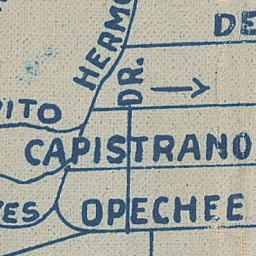 DE
HERMO
DR.
PITO
CAPISTRANO
ES
OPECHEE